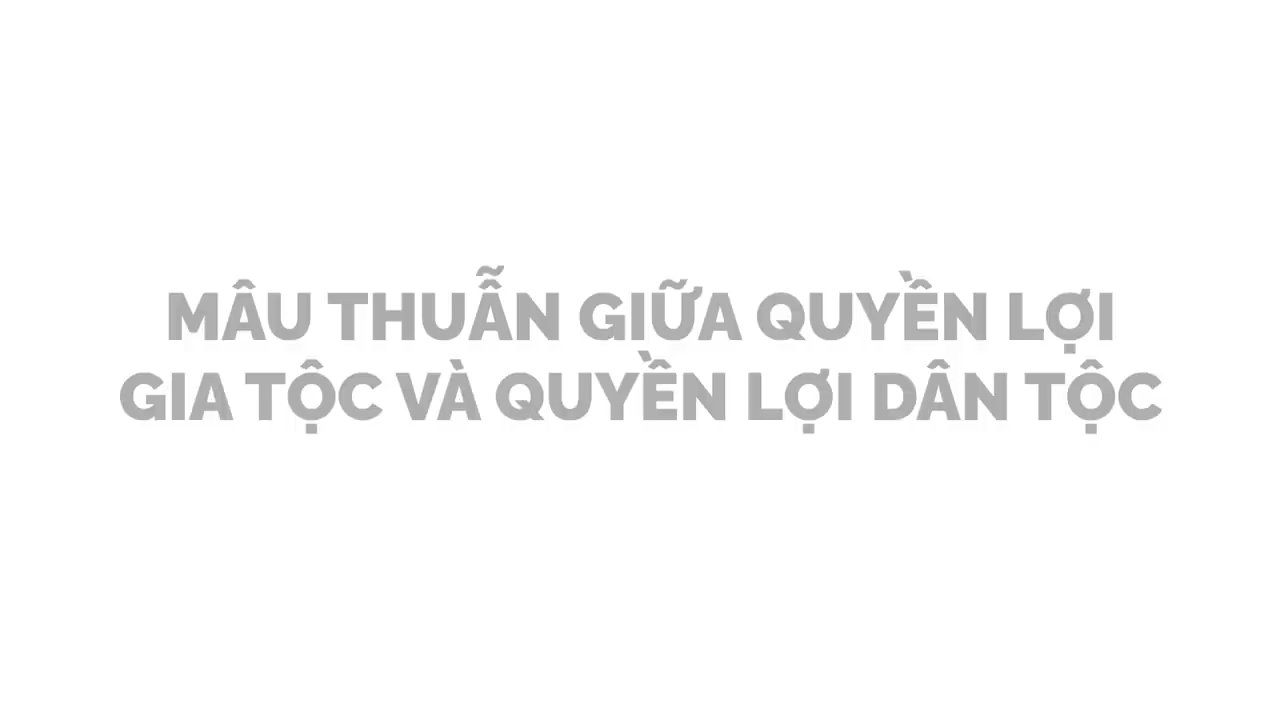 MÂU THUẪN GIỮA QUYỀN LỢI
GIA TỘC VÀ QUYỀN LỢI DÂN TỘC